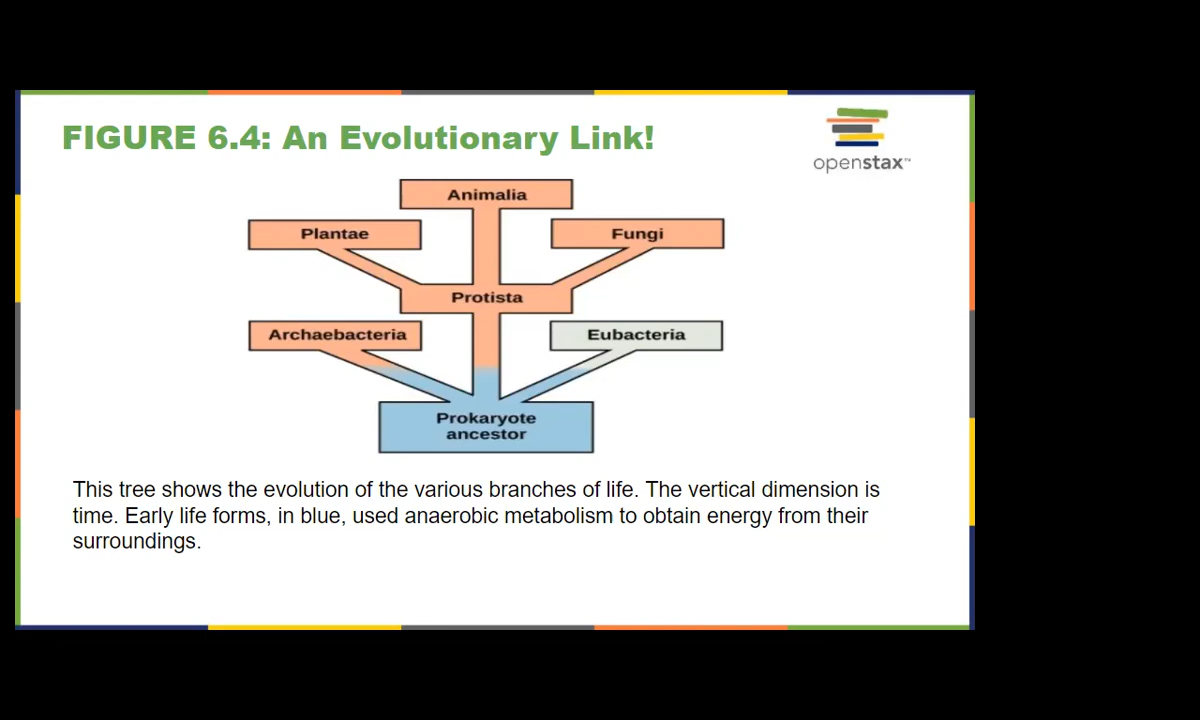 FIGURE 6.4: An Evolutionary Link!
openstax™
Animalia
Plantae
Fungi
Protista
Archaebacteria
Eubacteria
Prokaryote
ancestor
This tree shows the evolution of the various branches of life. The vertical dimension is
time. Early life forms, in blue, used anaerobic metabolism to obtain energy from their
surroundings.